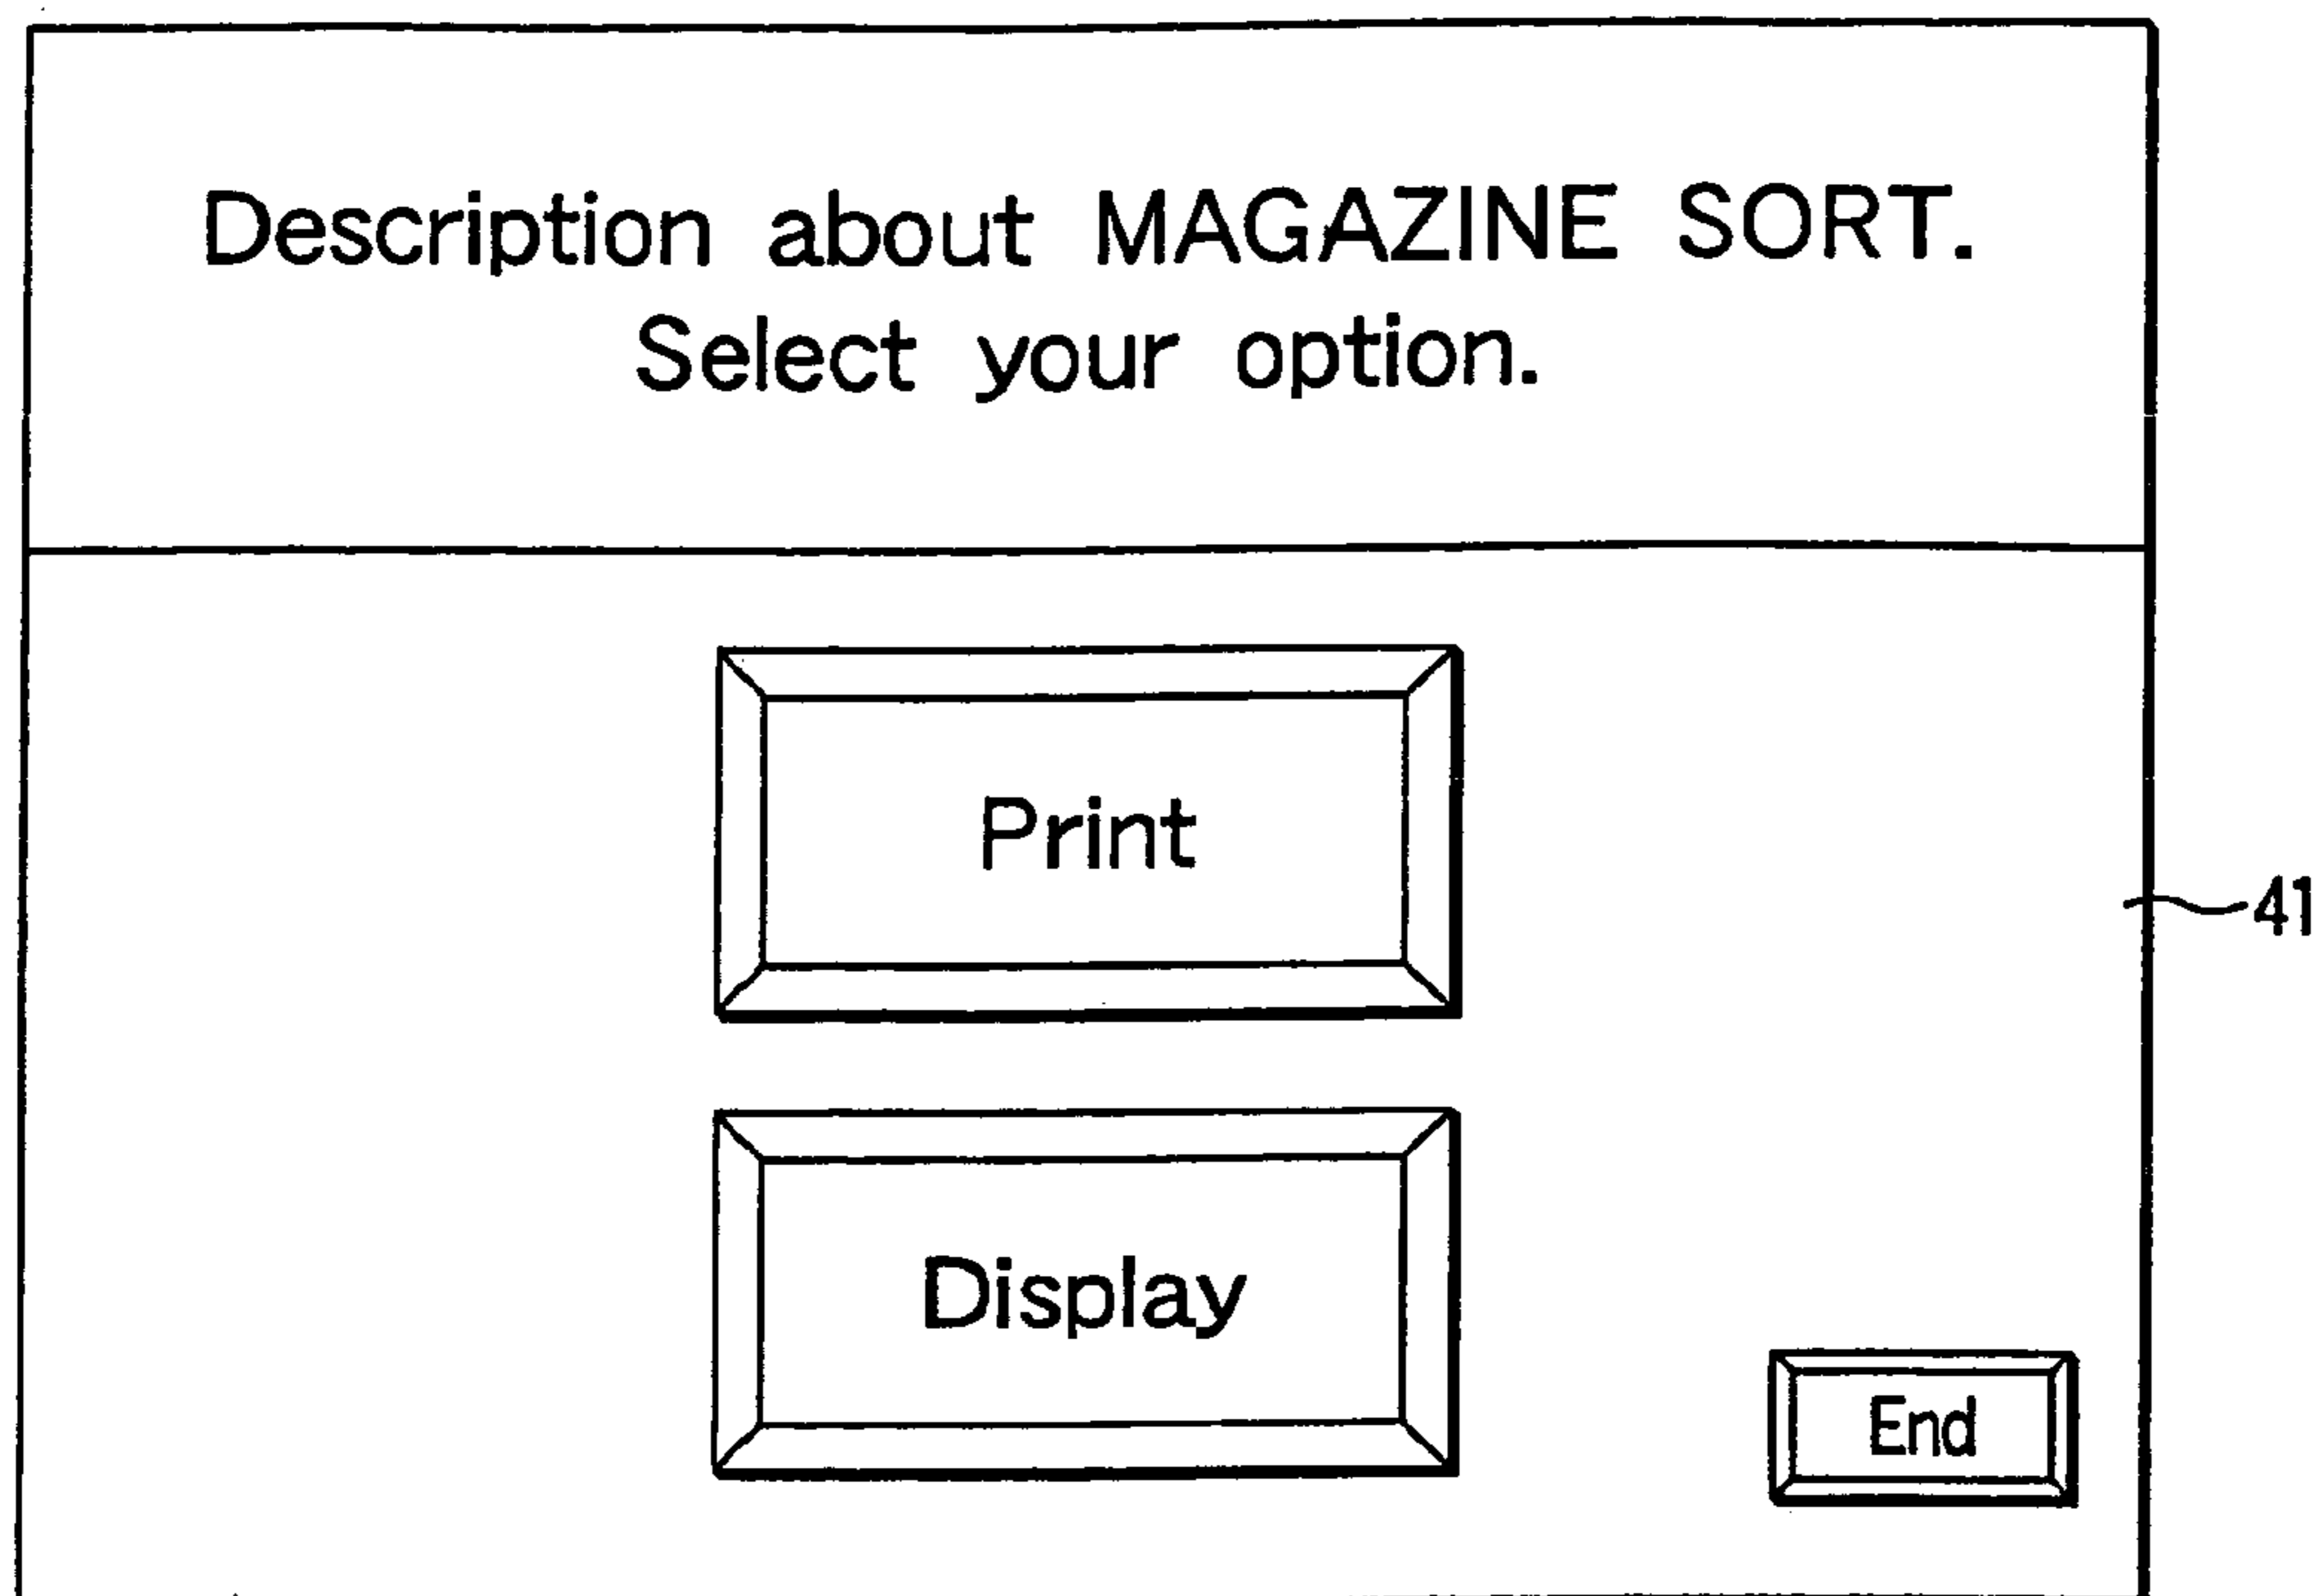 Description about MAGAZINE SORT.
Select your option.
Print
41
Display
End